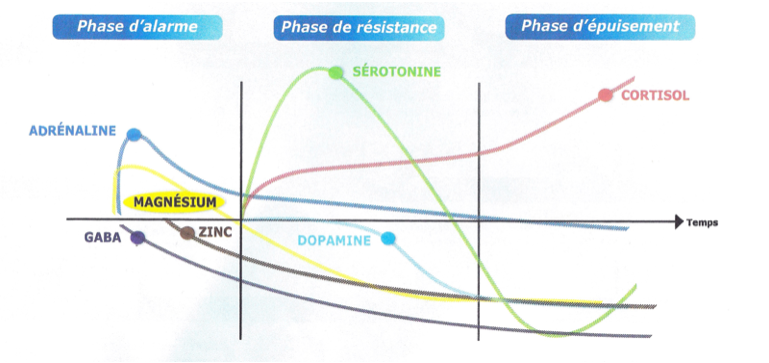 Phase d'alarme
Phase de résistance
Phase d'épuisement
SÉROTONINE
CORTISOL
ADRÉNALINE
MAGNÉSIUM
Temps
GABA
ZINC
DOPAMINE